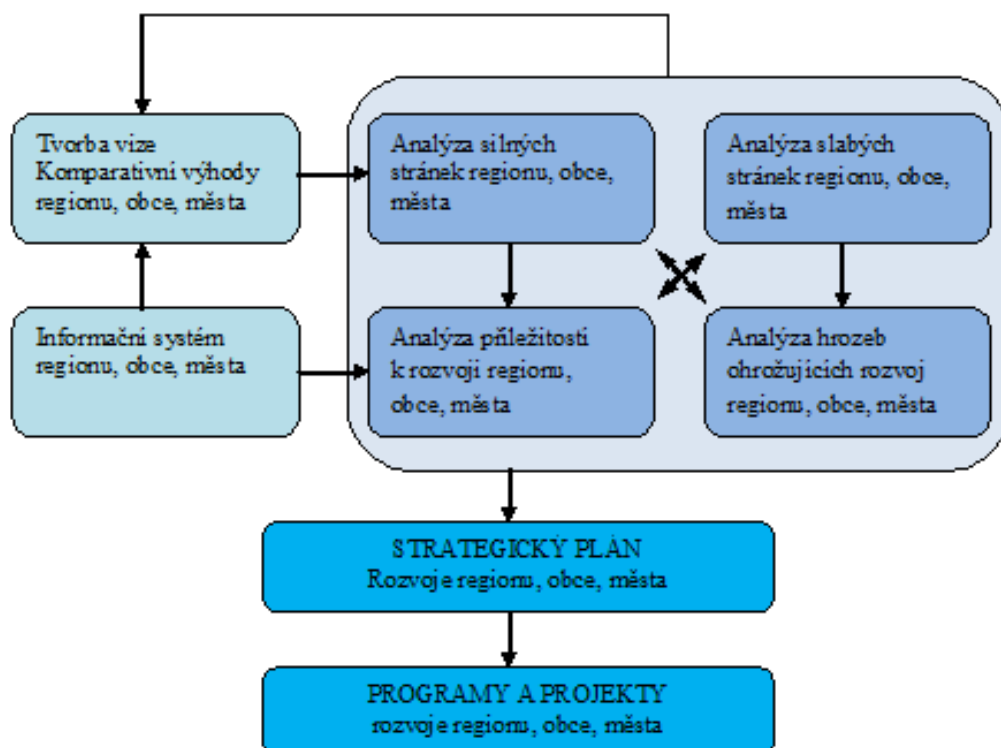 Tvorba vize
Komparativní výhody
regionu, obce, města
Analýza silných
stránek regionu, obce,
města
Analýza slabých
stránek regionu, obce,
města
Informační systém
regionu, obce, města
Analýza příležitostí
k rozvoji regionu,
obce, města
Analýza hrozeb
ohrožujících rozvoj
regionu, obce, města
STRATEGICKÝ PLÁN
Rozvoje regionu, obce, města
PROGRAMY A PROJEKTY
rozvoje regionu, obce, města